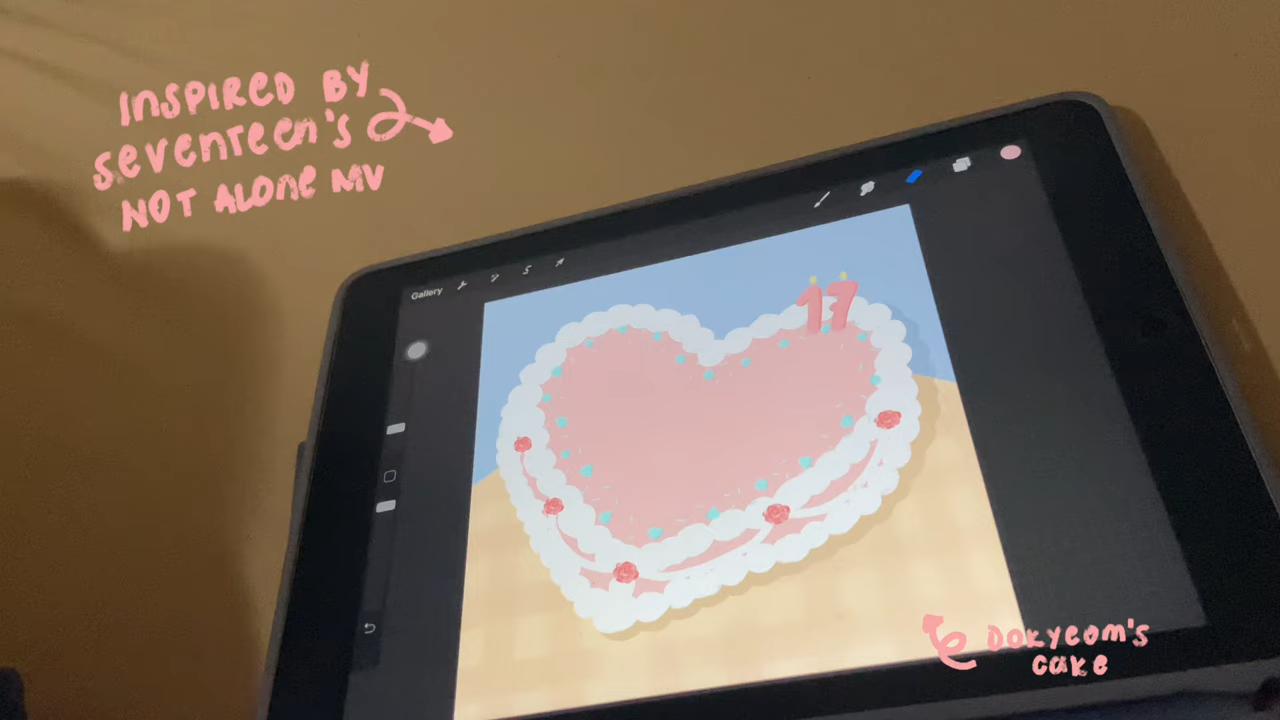 INSPIRED BY
SEVENTEEN'S
NOT ALONE MV
Gallery
17
DOKYEOM'S
CAKE